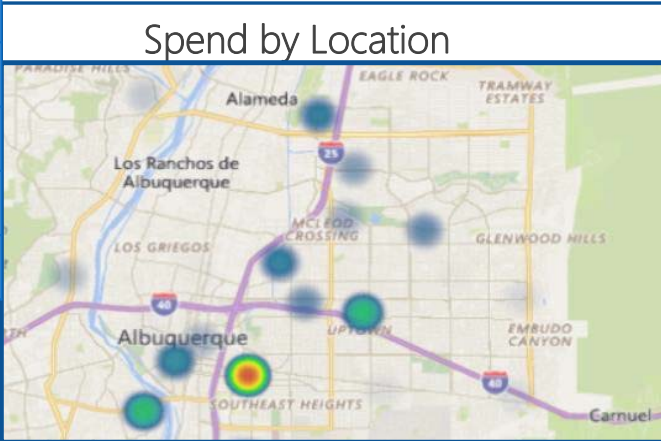 Spend by Location
PARADISE HILLS
EAGLE ROCK
TRAMWAY
ESTATES
Alameda
25
Los Ranchos de
Albuquerque
MCLEOD
CROSSING
LOS GRIEGOS
GLENWOOD HILLS
40
Albuquerque
UPTOWN
EMBUDO
CANYON
TH
SOUTHEAST HEIGHTS
40
Carnuel